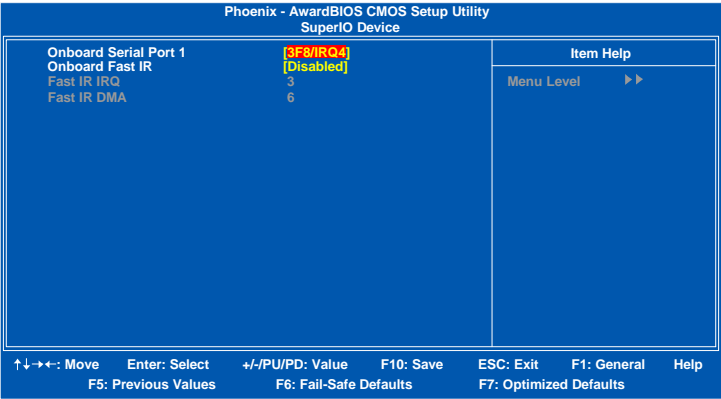 Phoenix - AwardBIOS CMOS Setup Utility
SuperIO Device
Onboard Serial Port 1 [3F8/IRQ4]
Onboard Fast IR [Disabled]
Fast IR IRQ 3
Fast IR DMA 6
Item Help
Menu Level ▶▶
↑↓→←: Move Enter: Select +/-/PU/PD: Value F10: Save ESC: Exit F1: General Help
F5: Previous Values F6: Fail-Safe Defaults F7: Optimized Defaults